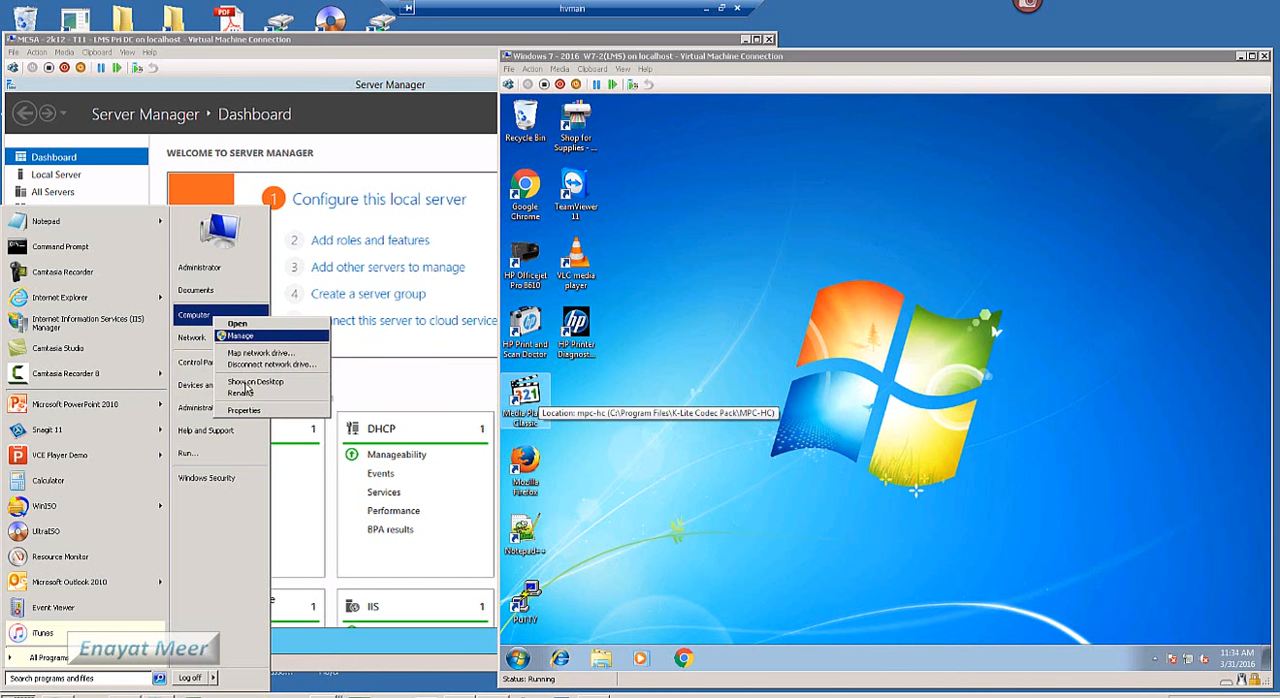 hvmain
MESA - 2k12 - T11 - LMS Pri DC on localhost - Virtual Machine Connection
File Action Media Clipboard View Help
Server Manager
Server Manager • Dashboard
Dashboard
Local Server
All Servers
WELCOME TO SERVER MANAGER
1 Configure this local server
2 Add roles and features
3 Add other servers to manage
4 Create a server group
nect this server to cloud service
1
DHCP 1
Manageability
Events
Services
Performance
BPA results
1
IIS 1
Notepad
Command Prompt
Camtasia Recorder
Internet Explorer
Internet Information Services (IIS)
Manager
Camtasia Studio
Camtasia Recorder 8
Microsoft PowerPoint 2010
Snagit 11
VCE Player Demo
Calculator
WinISO
UltraISO
Resource Monitor
Microsoft Outlook 2010
Event Viewer
iTunes
All Programs
Search programs and files
Log off
Administrator
Documents
Computer
Network
Control Pa
Devices an
Administra
Help and Support
Run...
Windows Security
Open
Manage
Map network drive...
Disconnect network drive...
Show on Desktop
Rename
Properties
Enayat Meer
Windows 7 - 2016 W7-2(LMS) on localhost - Virtual Machine Connection
File Action Media Clipboard View Help
Recycle Bin
Shop for
Supplies - ...
Google
Chrome
TeamViewer
11
HP Officejet
Pro 8610
VLC media
player
HP Print and
Scan Doctor
HP Printer
Diagnost...
Media Pla
Classic
Location: mpc-hc (C:\Program Files\K-Lite Codec Pack\MPC-HC)
Mozilla
Firefox
Notepad++
PuTTY
11:34 AM
3/31/2016
Status: Running